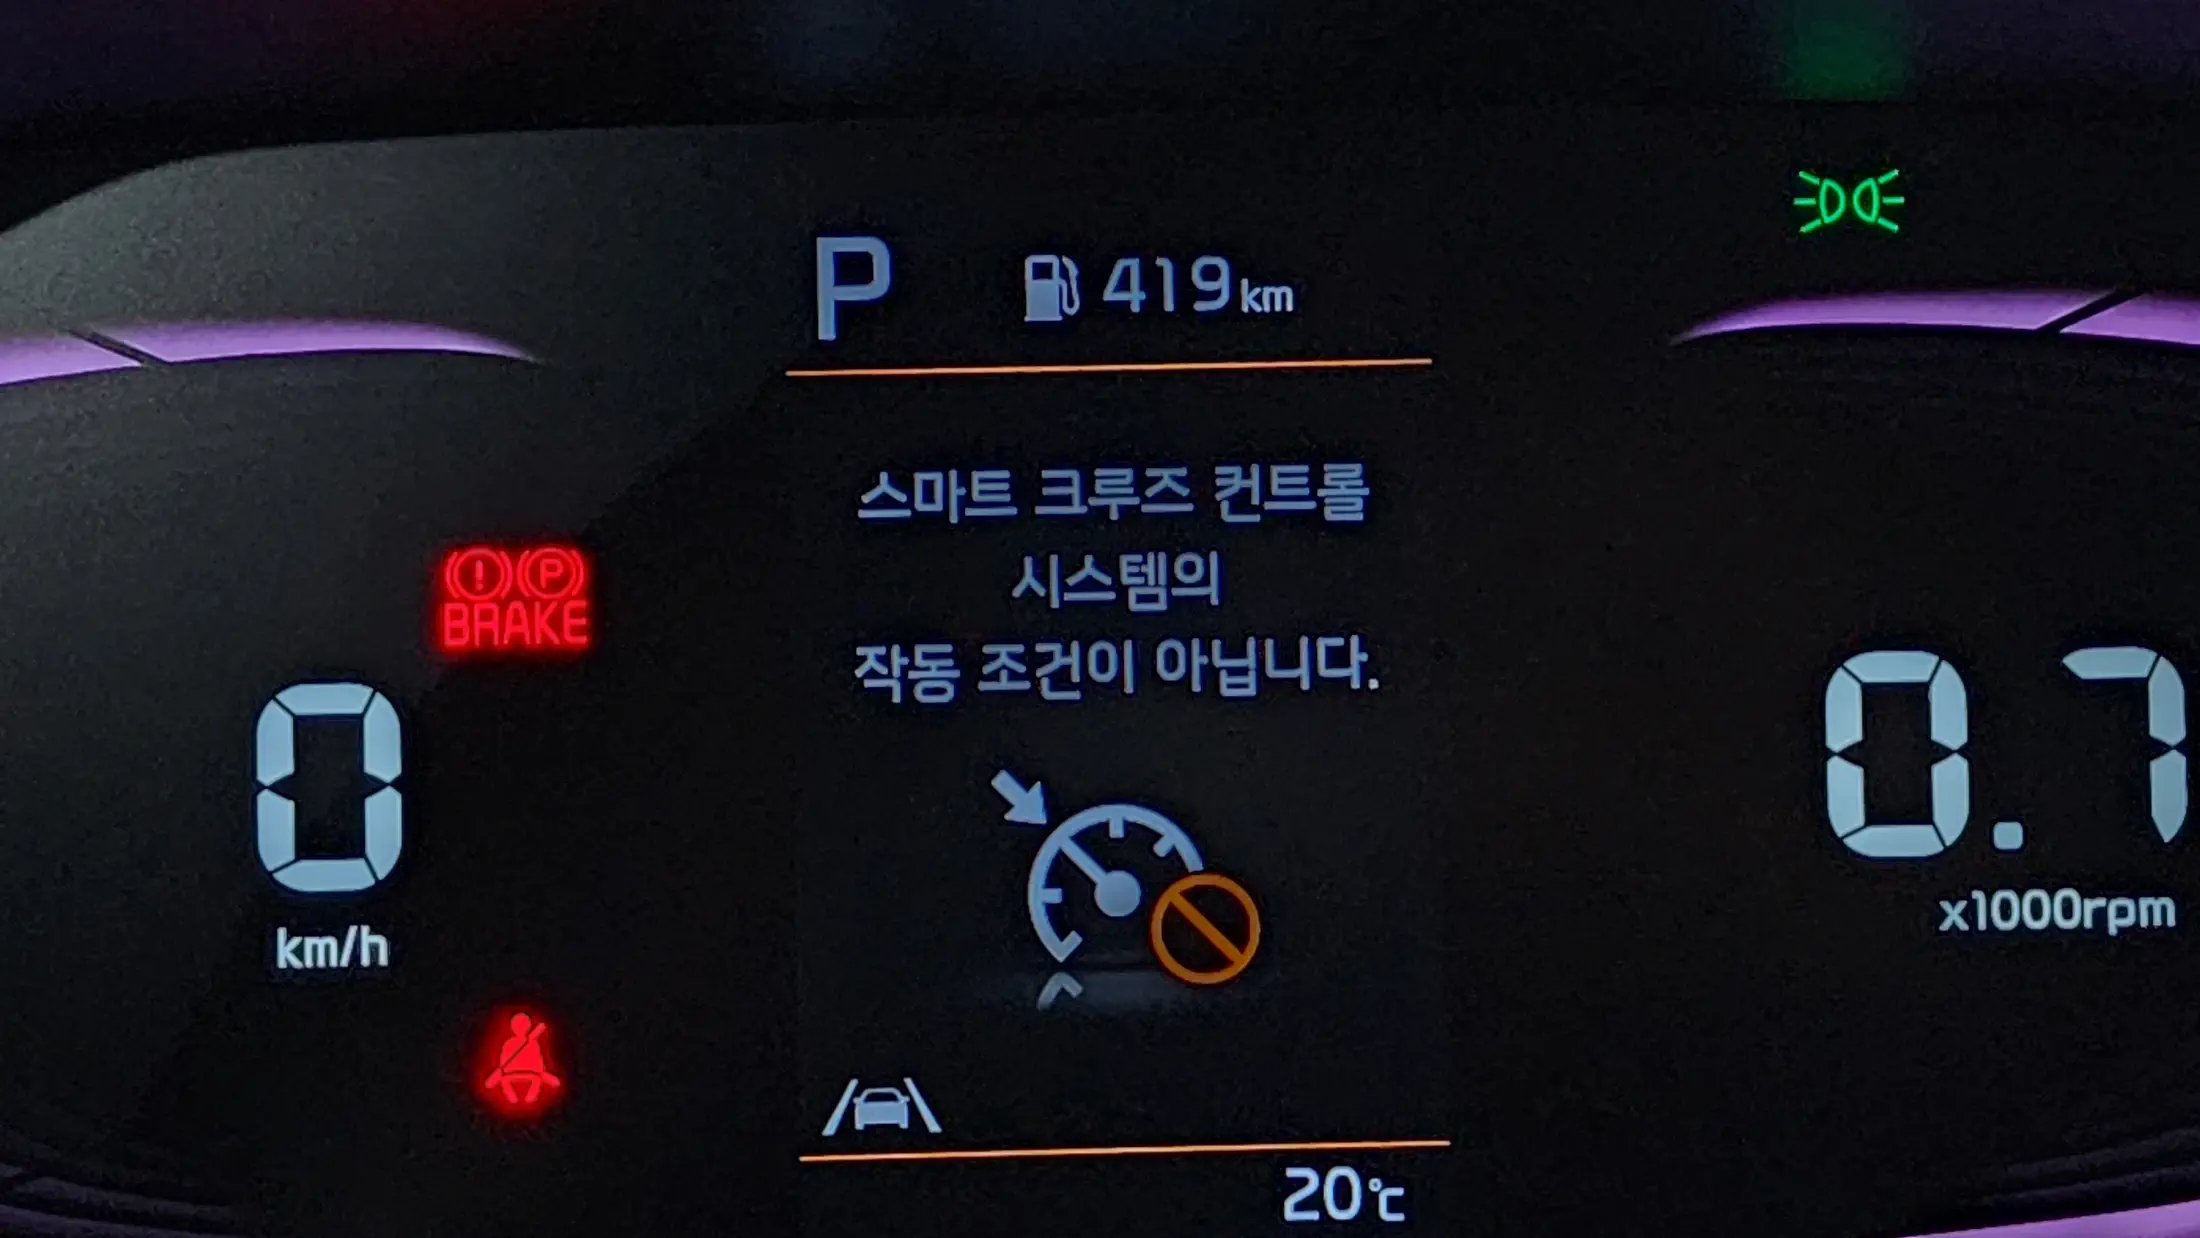 P 419km
스마트 크루즈 컨트롤
시스템의
작동 조건이 아닙니다.
! P
BRAKE
0
km/h
0.7
x1000rpm
20℃